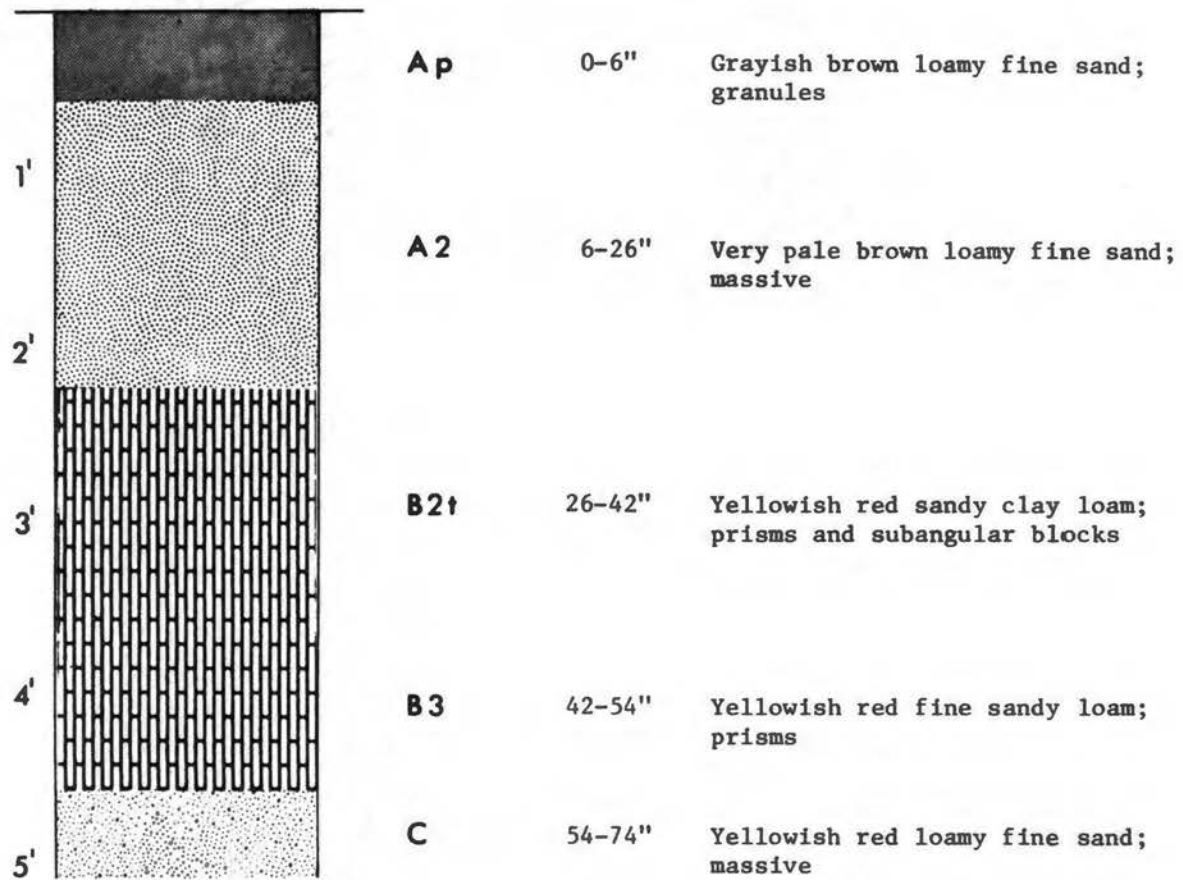 Ap 0-6" Grayish brown loamy fine sand;
granules
1'
A2 6-26" Very pale brown loamy fine sand;
massive
2'
B2t 26-42" Yellowish red sandy clay loam;
prisms and subangular blocks
3'
4'
B3 42-54" Yellowish red fine sandy loam;
prisms
C 54-74" Yellowish red loamy fine sand;
massive
5'